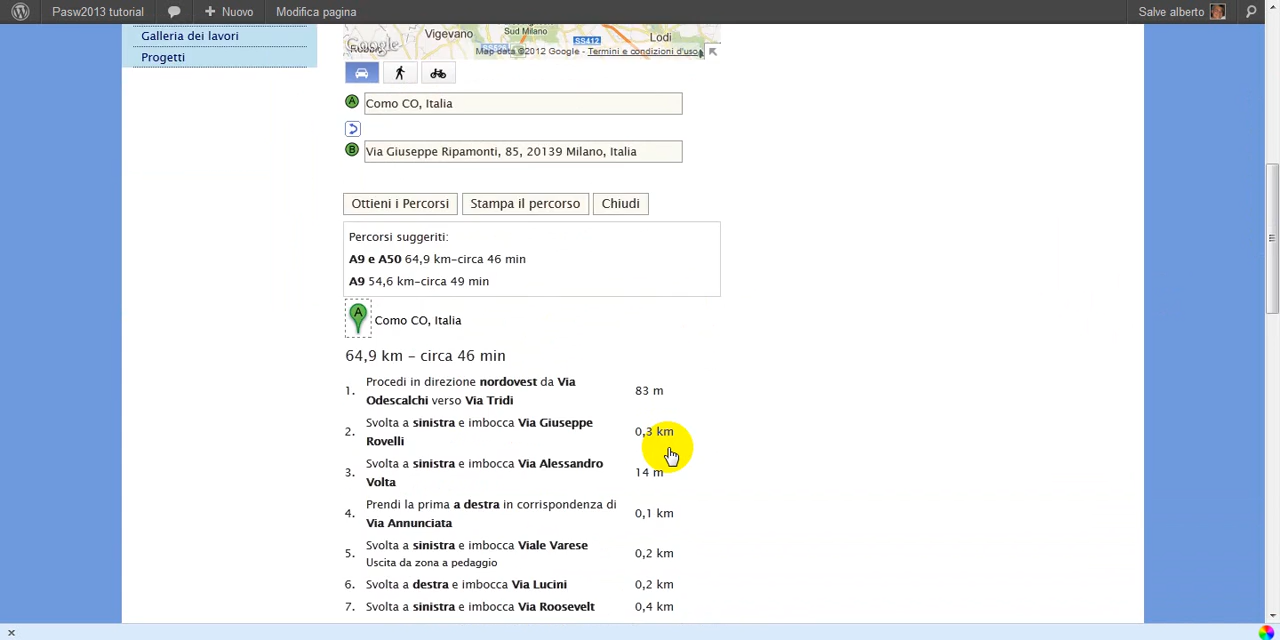 Pasw2013 tutorial Nuovo Modifica pagina Salve alberto
Galleria dei lavori
Progetti
Vigevano Sud Milano SS412 Lodi
Google Map data ©2012 Google - Termini e condizioni d'uso
A Como CO, Italia
B Via Giuseppe Ripamonti, 85, 20139 Milano, Italia
Ottieni i Percorsi Stampa il percorso Chiudi
Percorsi suggeriti:
A9 e A50 64,9 km-circa 46 min
A9 54,6 km-circa 49 min
A Como CO, Italia
64,9 km – circa 46 min
1. Procedi in direzione nordovest da Via Odescalchi verso Via Tridi 83 m
2. Svolta a sinistra e imbocca Via Giuseppe Rovelli 0,3 km
3. Svolta a sinistra e imbocca Via Alessandro Volta 14 m
4. Prendi la prima a destra in corrispondenza di Via Annunciata 0,1 km
5. Svolta a sinistra e imbocca Viale Varese 0,2 km
Uscita da zona a pedaggio
6. Svolta a destra e imbocca Via Lucini 0,2 km
7. Svolta a sinistra e imbocca Via Roosevelt 0,4 km